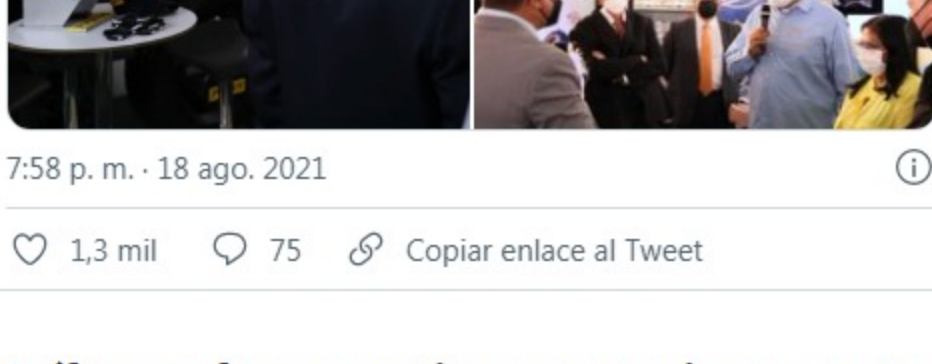 7:58 p. m. · 18 ago. 2021
1,3 mil 75 Copiar enlace al Tweet